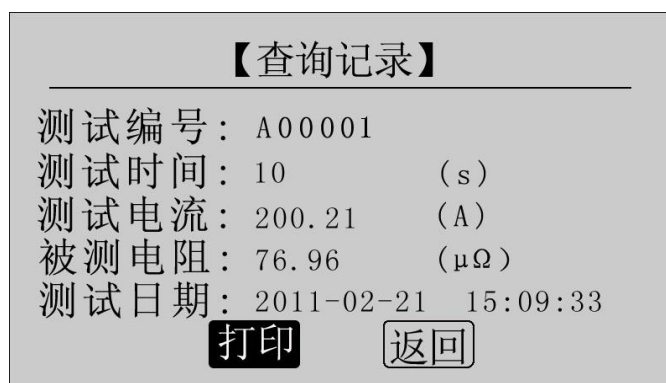 【查询记录】
测试编号: A00001
测试时间: 10 (s)
测试电流: 200.21 (A)
被测电阻: 76.96 (μΩ)
测试日期: 2011-02-21 15:09:33
打印 返回